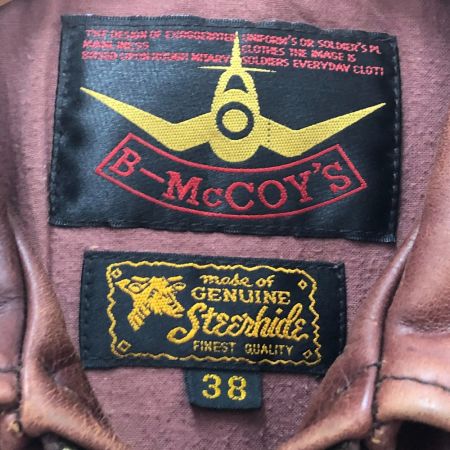 THE DESIGN OF EXAGGERATED UNIFORM'S OR SOLDIER'S PL
CLOTHES THE IMAGE IS
SOLDIERS EVERYDAY CLOTI
B-McCOY'S
made of
GENUINE
Steerhide
FINEST QUALITY
38